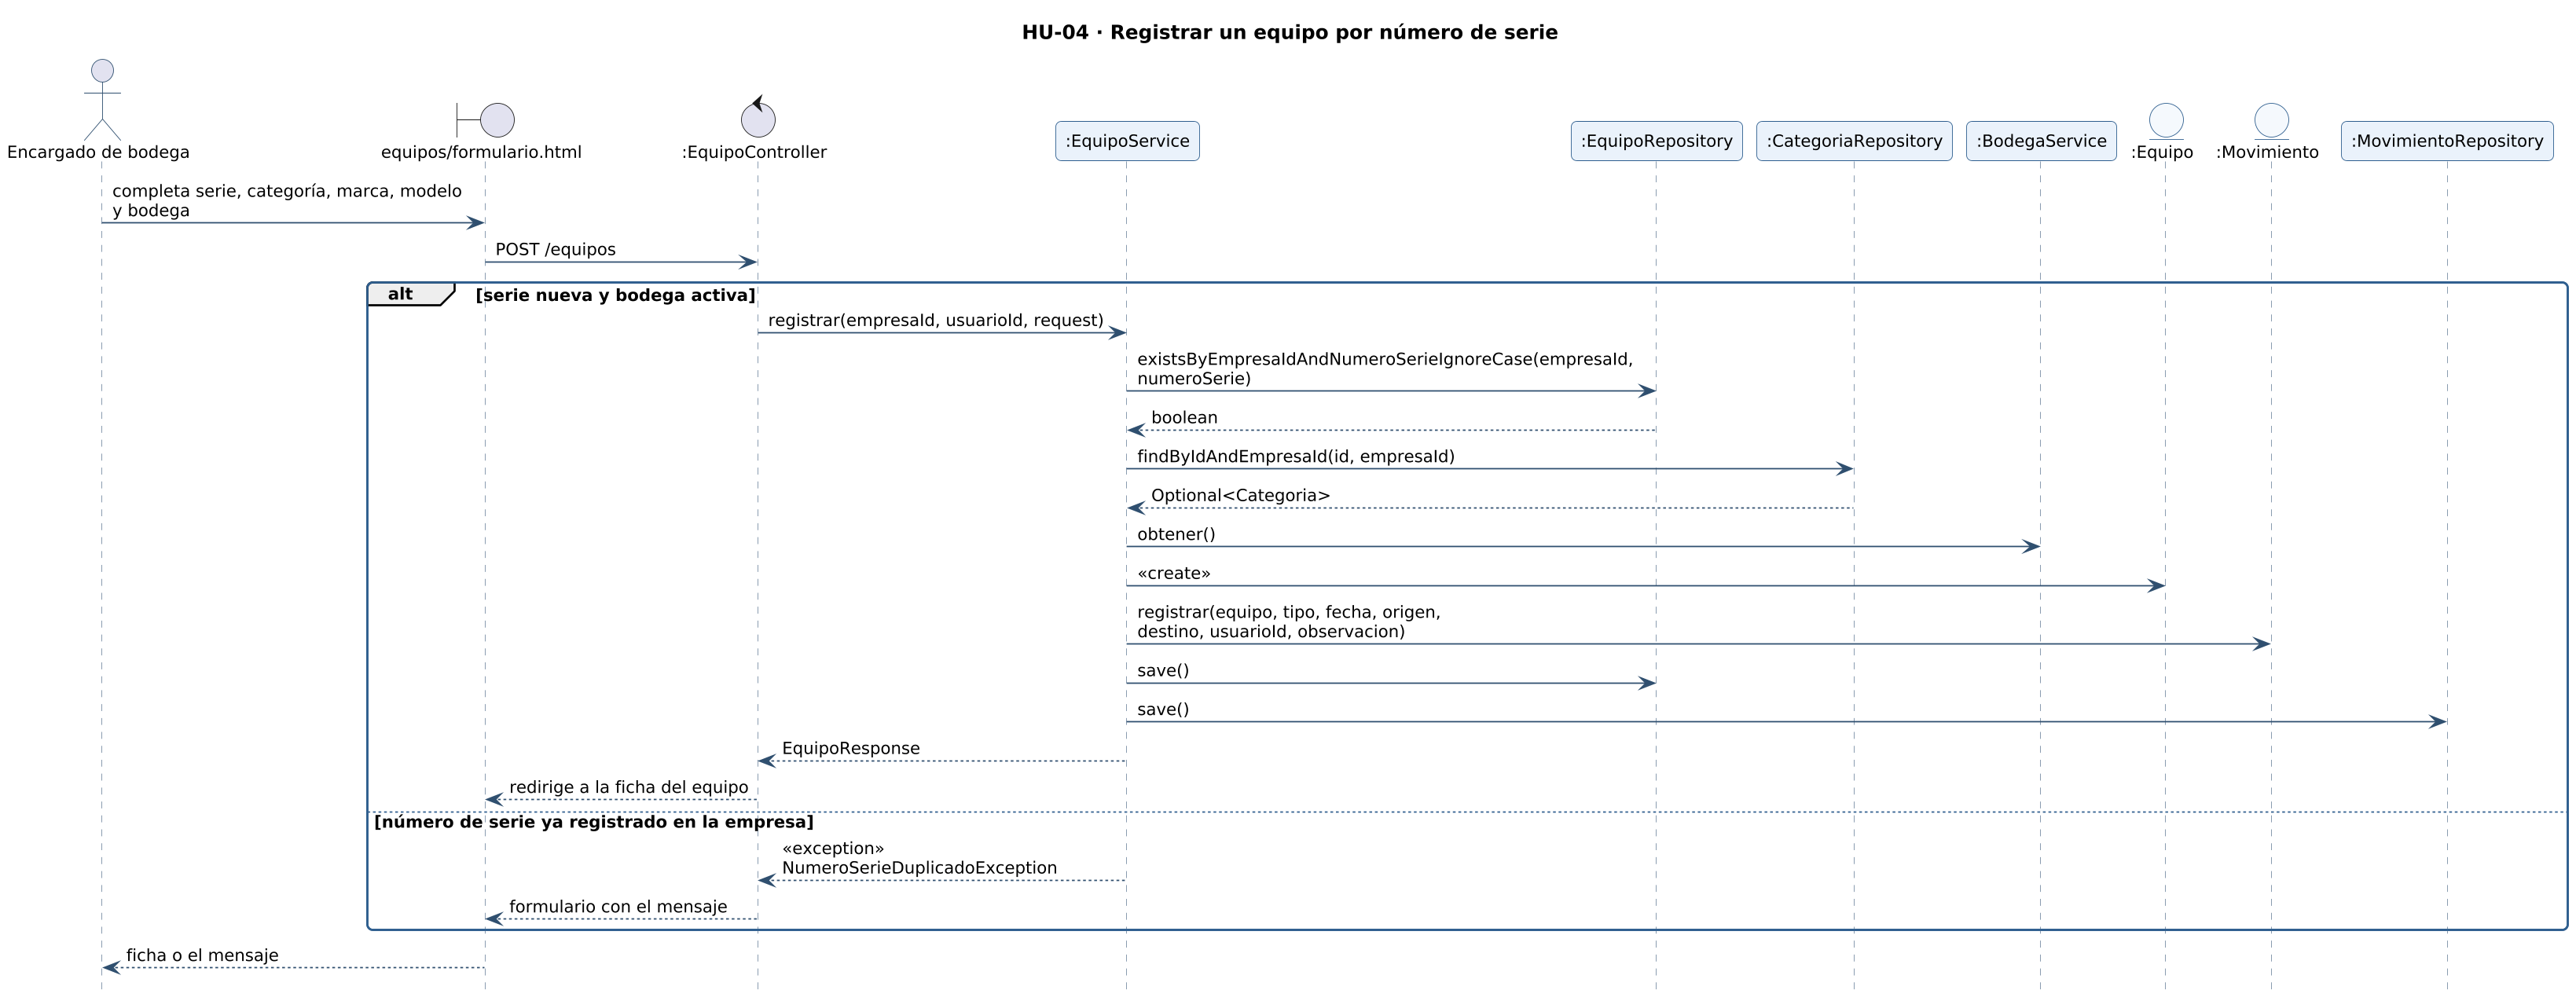 HU-04 · Registrar un equipo por número de serie
Encargado de bodega
equipos/formulario.html
:EquipoController
:EquipoService
:EquipoRepository
:CategoriaRepository
:BodegaService
:Equipo
:Movimiento
:MovimientoRepository
completa serie, categoría, marca, modelo
y bodega
POST /equipos
alt
[serie nueva y bodega activa]
registrar(empresaId, usuarioId, request)
existsByEmpresaIdAndNumeroSerieIgnoreCase(empresaId,
numeroSerie)
boolean
findByIdAndEmpresaId(id, empresaId)
Optional<Categoria>
obtener()
«create»
registrar(equipo, tipo, fecha, origen,
destino, usuarioId, observacion)
save()
save()
EquipoResponse
redirige a la ficha del equipo
[número de serie ya registrado en la empresa]
«exception»
NumeroSerieDuplicadoException
formulario con el mensaje
ficha o el mensaje